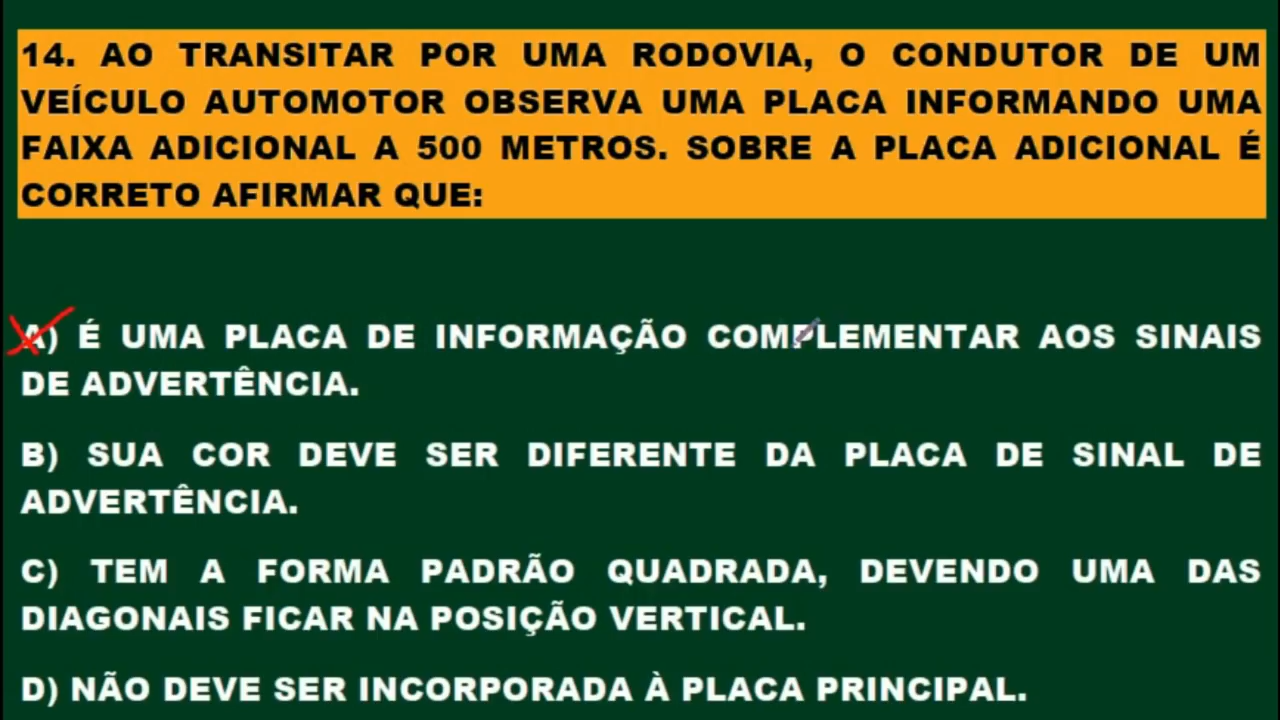 14. AO TRANSITAR POR UMA RODOVIA, O CONDUTOR DE UM
VEÍCULO AUTOMOTOR OBSERVA UMA PLACA INFORMANDO UMA
FAIXA ADICIONAL A 500 METROS. SOBRE A PLACA ADICIONAL É
CORRETO AFIRMAR QUE:
A) É UMA PLACA DE INFORMAÇÃO COMPLEMENTAR AOS SINAIS
DE ADVERTÊNCIA.
B) SUA COR DEVE SER DIFERENTE DA PLACA DE SINAL DE
ADVERTÊNCIA.
C) TEM A FORMA PADRÃO QUADRADA, DEVENDO UMA DAS
DIAGONAIS FICAR NA POSIÇÃO VERTICAL.
D) NÃO DEVE SER INCORPORADA À PLACA PRINCIPAL.